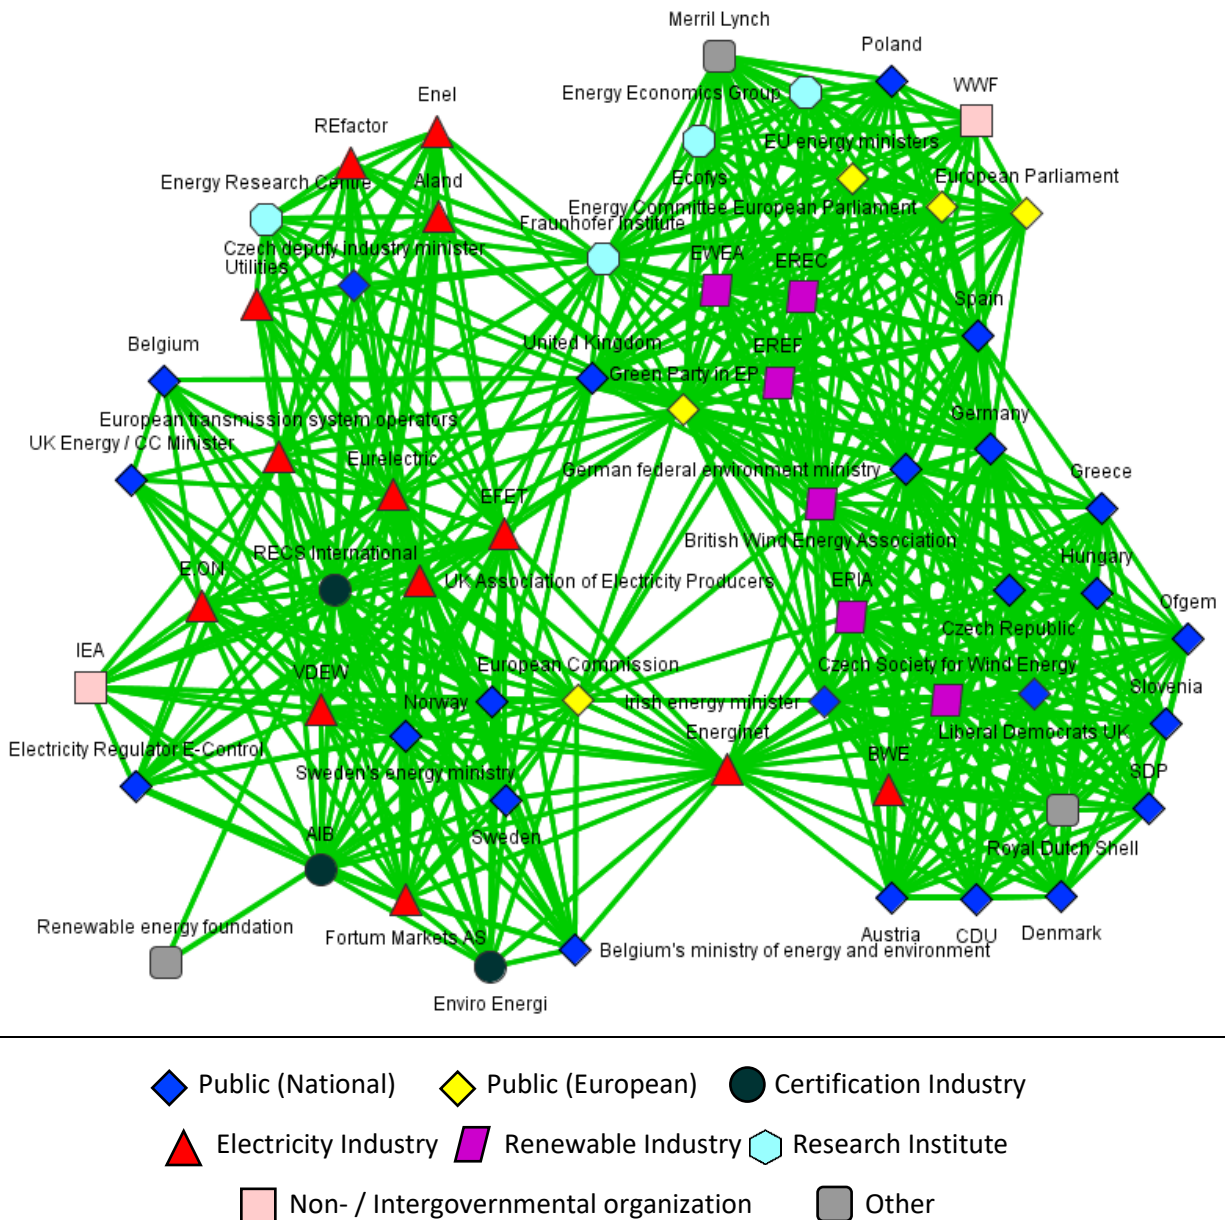 Merril Lynch
Poland
Energy Economics Group
WWF
Enel
REfactor
EU energy ministers
Energy Research Centre
Aland
Ecofys
European Parliament
Energy Committee European Parliament
Fraunhofer Institute
Czech deputy industry minister
Utilities
EWEA
EREC
Spain
Belgium
United Kingdom
EREF
Green Party in EP
European transmission system operators
Germany
UK Energy / CC Minister
Eurelectric
German federal environment ministry
Greece
EFET
British Wind Energy Association
RECS International
Hungary
E.ON
UK Association of Electricity Producers
EPIA
Ofgem
Czech Republic
IEA
VDEW
European Commission
Czech Society for Wind Energy
Slovenia
Norway
Irish energy minister
Energinet
Liberal Democrats UK
Electricity Regulator E-Control
BWE
Sweden's energy ministry
SDP
AIB
Sweden
Royal Dutch Shell
Renewable energy foundation
Fortum Markets AS
Austria
CDU
Denmark
Belgium's ministry of energy and environment
Enviro Energi
Public (National)
Public (European)
Certification Industry
Electricity Industry
Renewable Industry
Research Institute
Non- / Intergovernmental organization
Other